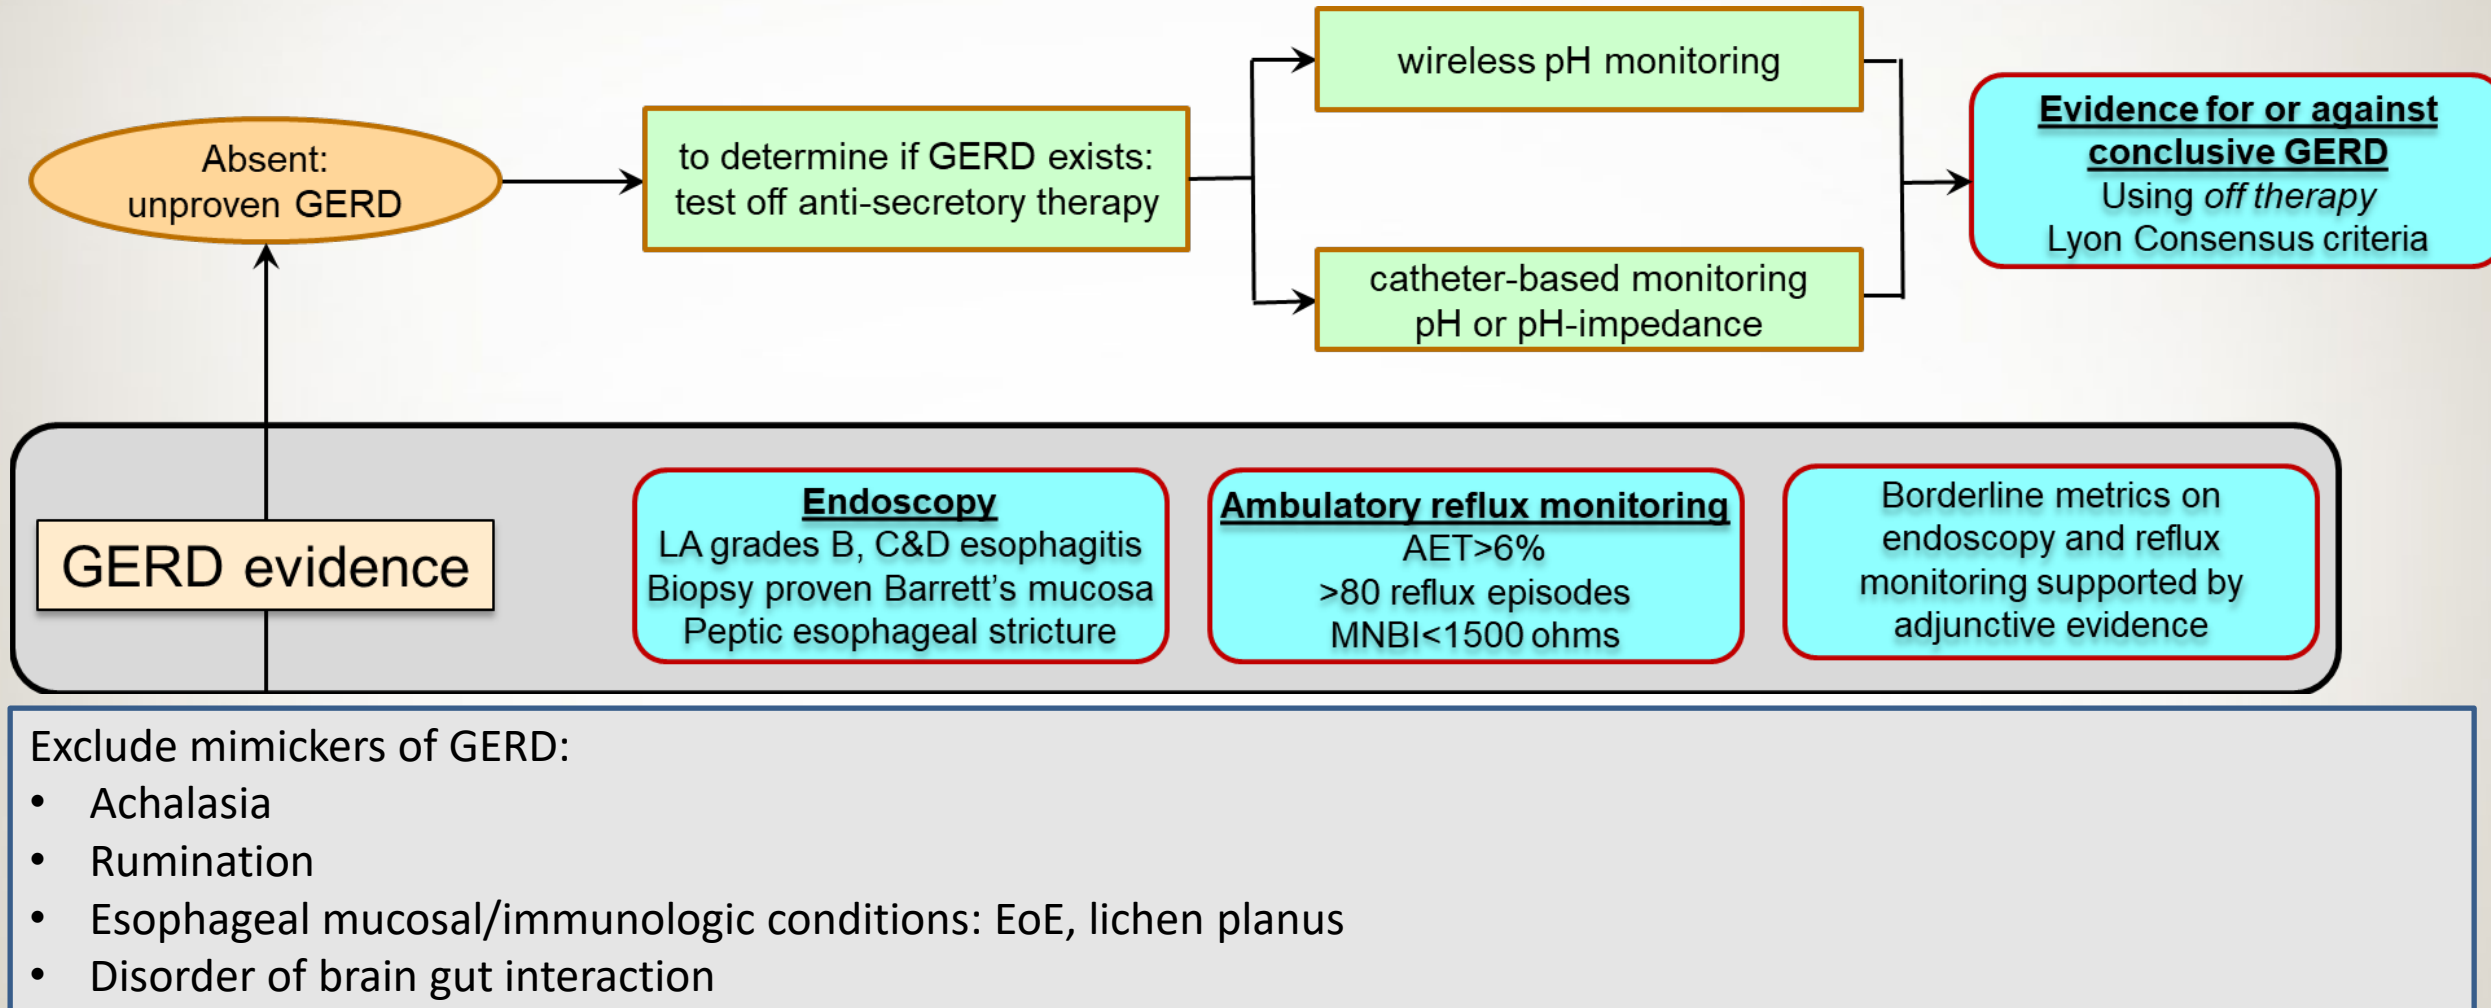 Absent:
unproven GERD
to determine if GERD exists:
test off anti-secretory therapy
wireless pH monitoring
catheter-based monitoring
pH or pH-impedance
Evidence for or against
conclusive GERD
Using off therapy
Lyon Consensus criteria
GERD evidence
Endoscopy
LA grades B, C&D esophagitis
Biopsy proven Barrett's mucosa
Peptic esophageal stricture
Ambulatory reflux monitoring
AET>6%
>80 reflux episodes
MNBI<1500 ohms
Borderline metrics on
endoscopy and reflux
monitoring supported by
adjunctive evidence
Exclude mimickers of GERD:
• Achalasia
• Rumination
• Esophageal mucosal/immunologic conditions: EoE, lichen planus
• Disorder of brain gut interaction